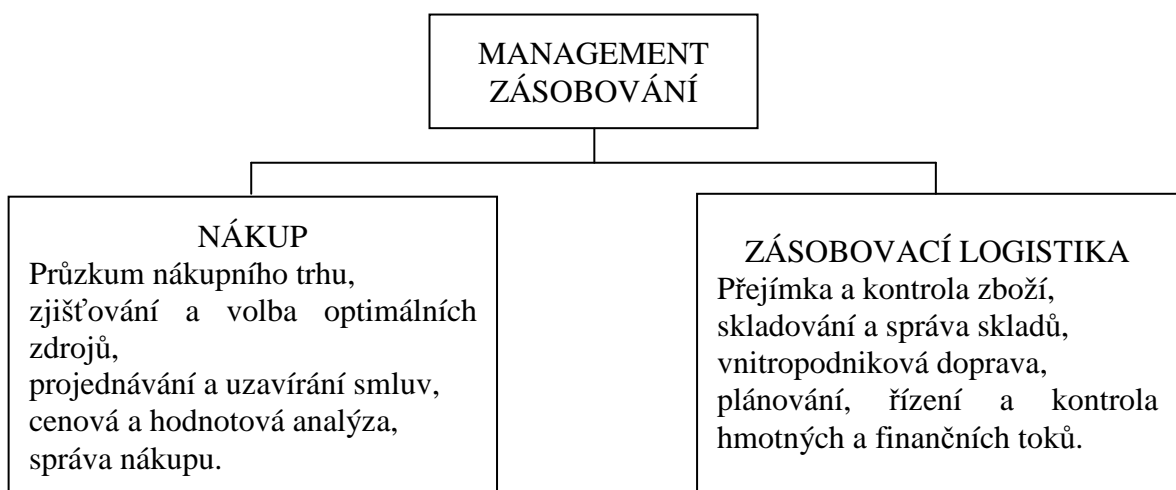 MANAGEMENT
ZÁSOBOVÁNÍ
NÁKUP
Průzkum nákupního trhu,
zjišťování a volba optimálních
zdrojů,
projednávání a uzavírání smluv,
cenová a hodnotová analýza,
správa nákupu.
ZÁSOBOVACÍ LOGISTIKA
Přejímka a kontrola zboží,
skladování a správa skladů,
vnitropodniková doprava,
plánování, řízení a kontrola
hmotných a finančních toků.